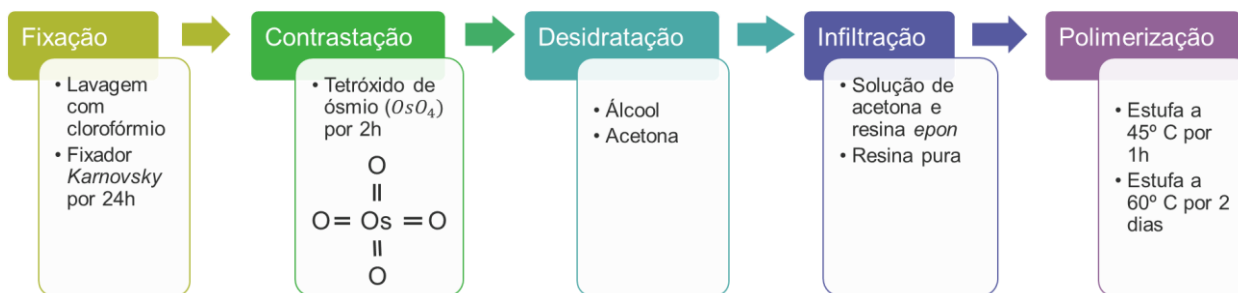 Fixação
• Lavagem
com
clorofórmio
• Fixador
Karnovsky
por 24h
Contrastação
• Tetróxido de
ósmio (OsO₄)
por 2h
O
=
O = Os = O
=
O
Desidratação
• Álcool
• Acetona
Infiltração
• Solução de
acetona e
resina epon
• Resina pura
Polimerização
• Estufa a
45º C por
1h
• Estufa a
60º C por 2
dias